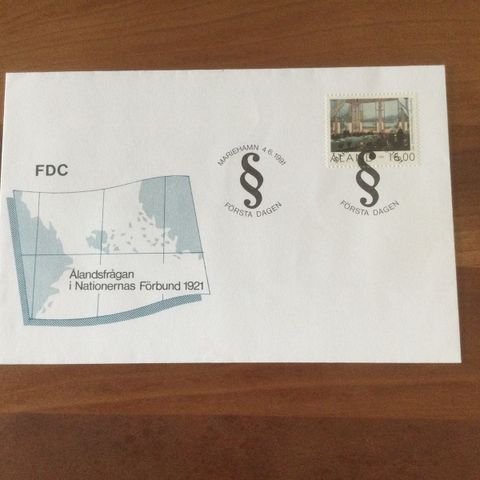 FDC
Ålandsfrågan
i Nationernas Förbund 1921
MARIEHAMN 4.6.1991
§
FÖRSTA DAGEN
ÅLAND 16,00
§
FÖRSTA DAGEN